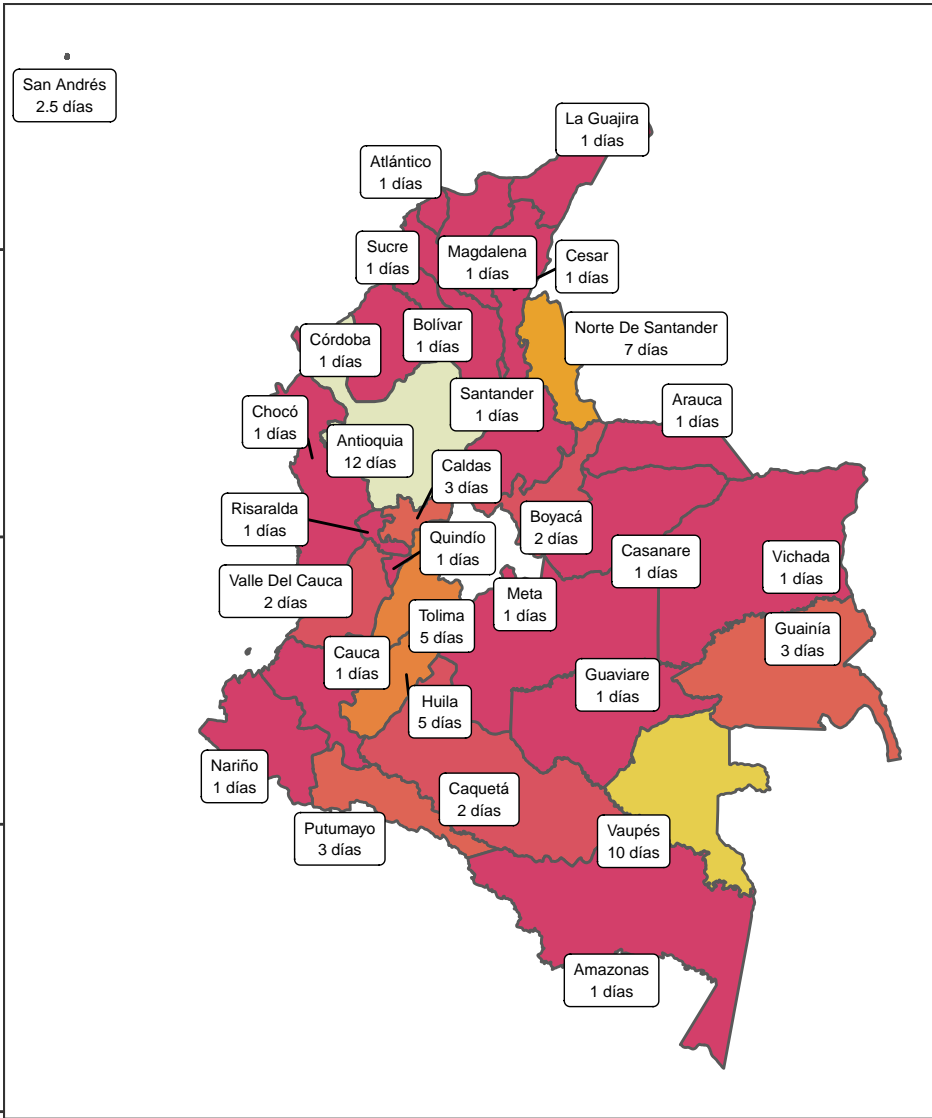 San Andrés
2.5 días
La Guajira
1 días
Atlántico
1 días
Sucre
1 días
Magdalena
1 días
Cesar
1 días
Norte De Santander
7 días
Bolívar
1 días
Córdoba
1 días
Santander
1 días
Arauca
1 días
Chocó
1 días
Antioquia
12 días
Caldas
3 días
Risaralda
1 días
Boyacá
2 días
Quindío
1 días
Casanare
1 días
Vichada
1 días
Valle Del Cauca
2 días
Meta
1 días
Tolima
5 días
Guainía
3 días
Cauca
1 días
Guaviare
1 días
Huila
5 días
Nariño
1 días
Caquetá
2 días
Putumayo
3 días
Vaupés
10 días
Amazonas
1 días